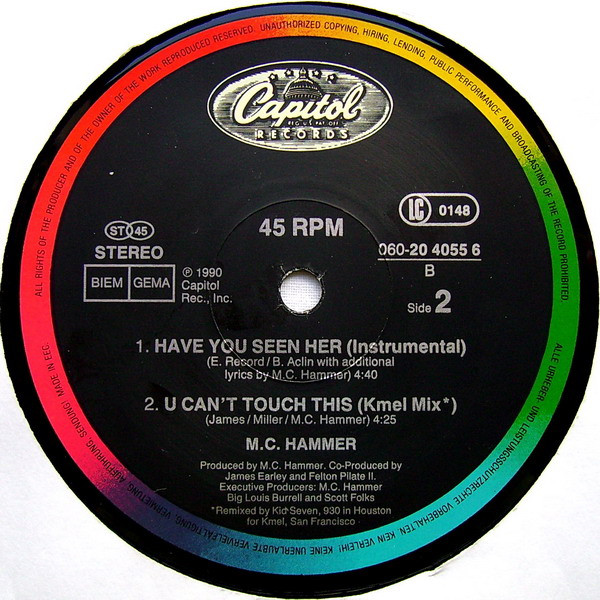 ALL RIGHTS OF THE PRODUCER AND OF THE OWNER OF THE WORK REPRODUCED RESERVED. UNAUTHORIZED COPYING, HIRING, LENDING, PUBLIC PERFORMANCE AND BROADCASTING OF THE RECORD PROHIBITED.
Capitol
REG. U.S. PAT. OFF.
RECORDS
LC 0148
ST 45
STEREO
45 RPM
060-20 4055 6
B
BIEM GEMA
℗ 1990
Capitol
Rec., Inc.
Side 2
1. HAVE YOU SEEN HER (Instrumental)
(E. Record / B. Aclin with additional
lyrics by M.C. Hammer) 4:40
2. U CAN'T TOUCH THIS (Kmel Mix*)
(James / Miller / M.C. Hammer) 4:25
M.C. HAMMER
Produced by M.C. Hammer. Co-Produced by
James Earley and Felton Pilate II.
Executive Producers: M.C. Hammer
Big Louis Burrell and Scott Folks
*Remixed by Kid Seven, 930 in Houston
for Kmel, San Francisco
ALLE URHEBER- UND LEISTUNGSSCHUTZRECHTE VORBEHALTEN. KEIN VERLEIH! KEINE UNERLAUBTE VERVIELFÄLTIGUNG, VERMIETUNG, AUFFÜHRUNG, SENDUNG! MADE IN EEC.